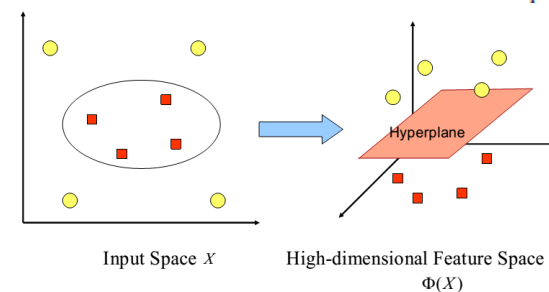 Hyperplane
Input Space X
High-dimensional Feature Space
Φ(X)